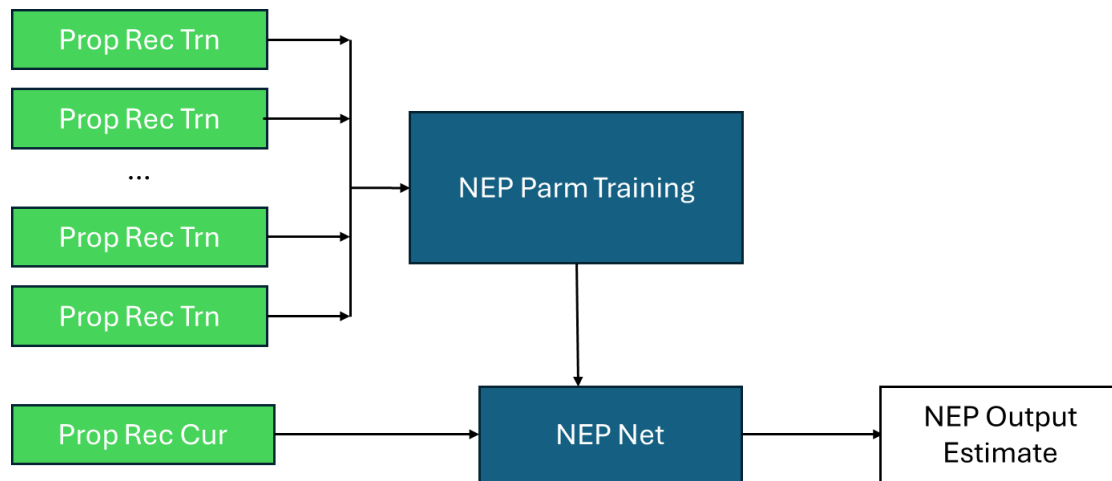 Prop Rec Trn
Prop Rec Trn
...
Prop Rec Trn
Prop Rec Trn
NEP Parm Training
Prop Rec Cur
NEP Net
NEP Output
Estimate